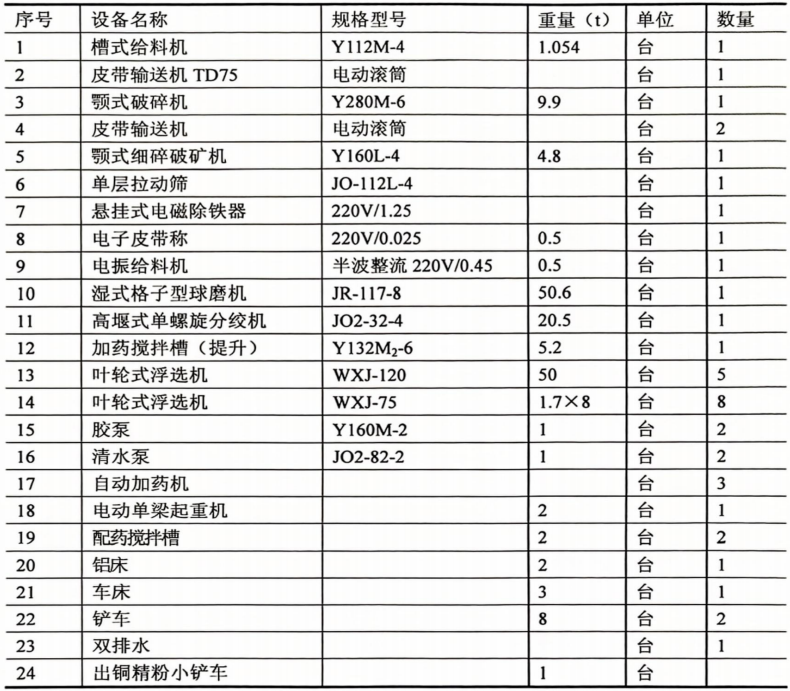 序号 设备名称 规格型号 重量（t） 单位 数量
1 槽式给料机 Y112M-4 1.054 台 1
2 皮带输送机 TD75 电动滚筒 台 1
3 颚式破碎机 Y280M-6 9.9 台 1
4 皮带输送机 电动滚筒 台 2
5 颚式细碎破矿机 Y160L-4 4.8 台 1
6 单层拉动筛 JO-112L-4 台 1
7 悬挂式电磁除铁器 220V/1.25 台 1
8 电子皮带称 220V/0.025 0.5 台 1
9 电振给料机 半波整流 220V/0.45 0.5 台 1
10 湿式格子型球磨机 JR-117-8 50.6 台 1
11 高堰式单螺旋分绞机 JO2-32-4 20.5 台 1
12 加药搅拌槽（提升） Y132M₂-6 5.2 台 1
13 叶轮式浮选机 WXJ-120 50 台 5
14 叶轮式浮选机 WXJ-75 1.7×8 台 8
15 胶泵 Y160M-2 1 台 2
16 清水泵 JO2-82-2 1 台 2
17 自动加药机 台 3
18 电动单梁起重机 2 台 1
19 配药搅拌槽 2 台 2
20 铝床 2 台 1
21 车床 3 台 1
22 铲车 8 台 2
23 双排水 台 1
24 出铜精粉小铲车 1 台